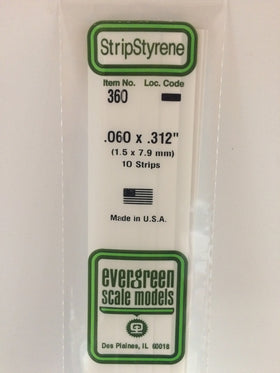 StripStyrene
Item No. Loc. Code
360
.060 x .312"
(1.5 x 7.9 mm)
10 Strips
Made in U.S.A.
evergreen
scale models
Des Plaines, IL 60018